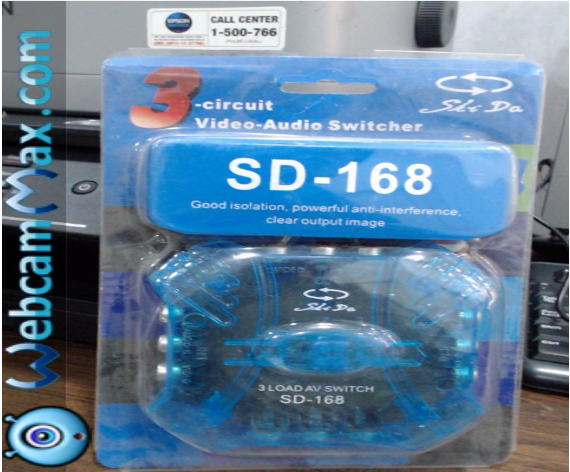 EPSON
CALL CENTER
1-500-766
3-circuit
Video-Audio Switcher
Shi Da
SD-168
Good isolation, powerful anti-interference,
clear output image
Shi Da
3 LOAD AV SWITCH
SD-168
WebcamMax.com